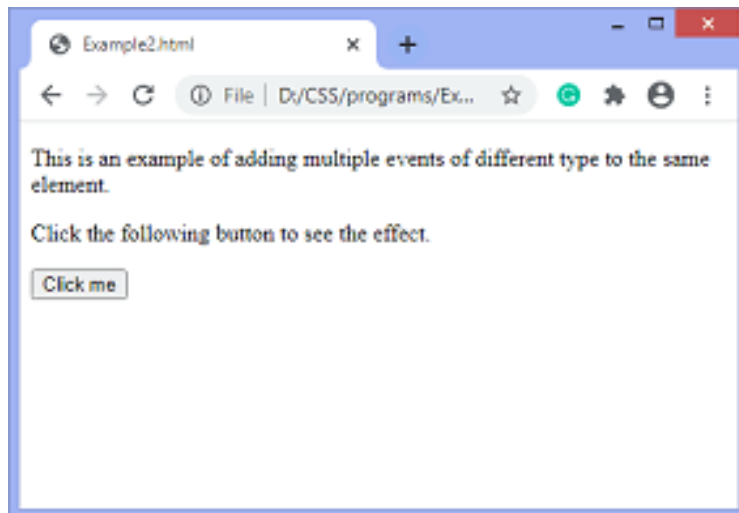 Example2.html
File | D:/CSS/programs/Ex...
This is an example of adding multiple events of different type to the same
element.
Click the following button to see the effect.
Click me